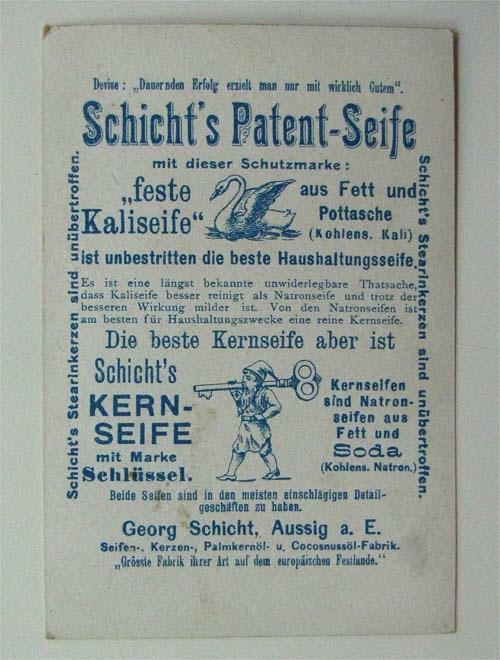 Devise: „Dauernden Erfolg erzielt man nur mit wirklich Gutem".
Schicht's Patent-Seife
mit dieser Schutzmarke:
„feste
Kaliseife"
aus Fett und
Pottasche
(Kohlens. Kali)
ist unbestritten die beste Haushaltungsseife.
Es ist eine längst bekannte unwiderlegbare Thatsache,
dass Kaliseife besser reinigt als Natronseife und trotz der
besseren Wirkung milder ist. Von den Natronseifen ist
am besten für Haushaltungszwecke eine reine Kernseife.
Die beste Kernseife aber ist
Schicht's
KERN-
SEIFE
mit Marke
Schlüssel.
Kernseifen
sind Natron-
seifen aus
Fett und
Soda
(Kohlens. Natron.)
Beide Seifen sind in den meisten einschlägigen Detail-
geschäften zu haben.
Georg Schicht, Aussig a. E.
Seifen-, Kerzen-, Palmkernöl- u. Cocosnussöl-Fabrik.
„Grösste Fabrik ihrer Art auf dem europäischen Festlande."
Schicht's Stearinkerzen sind unübertroffen.
Schicht's Stearinkerzen sind unübertroffen.